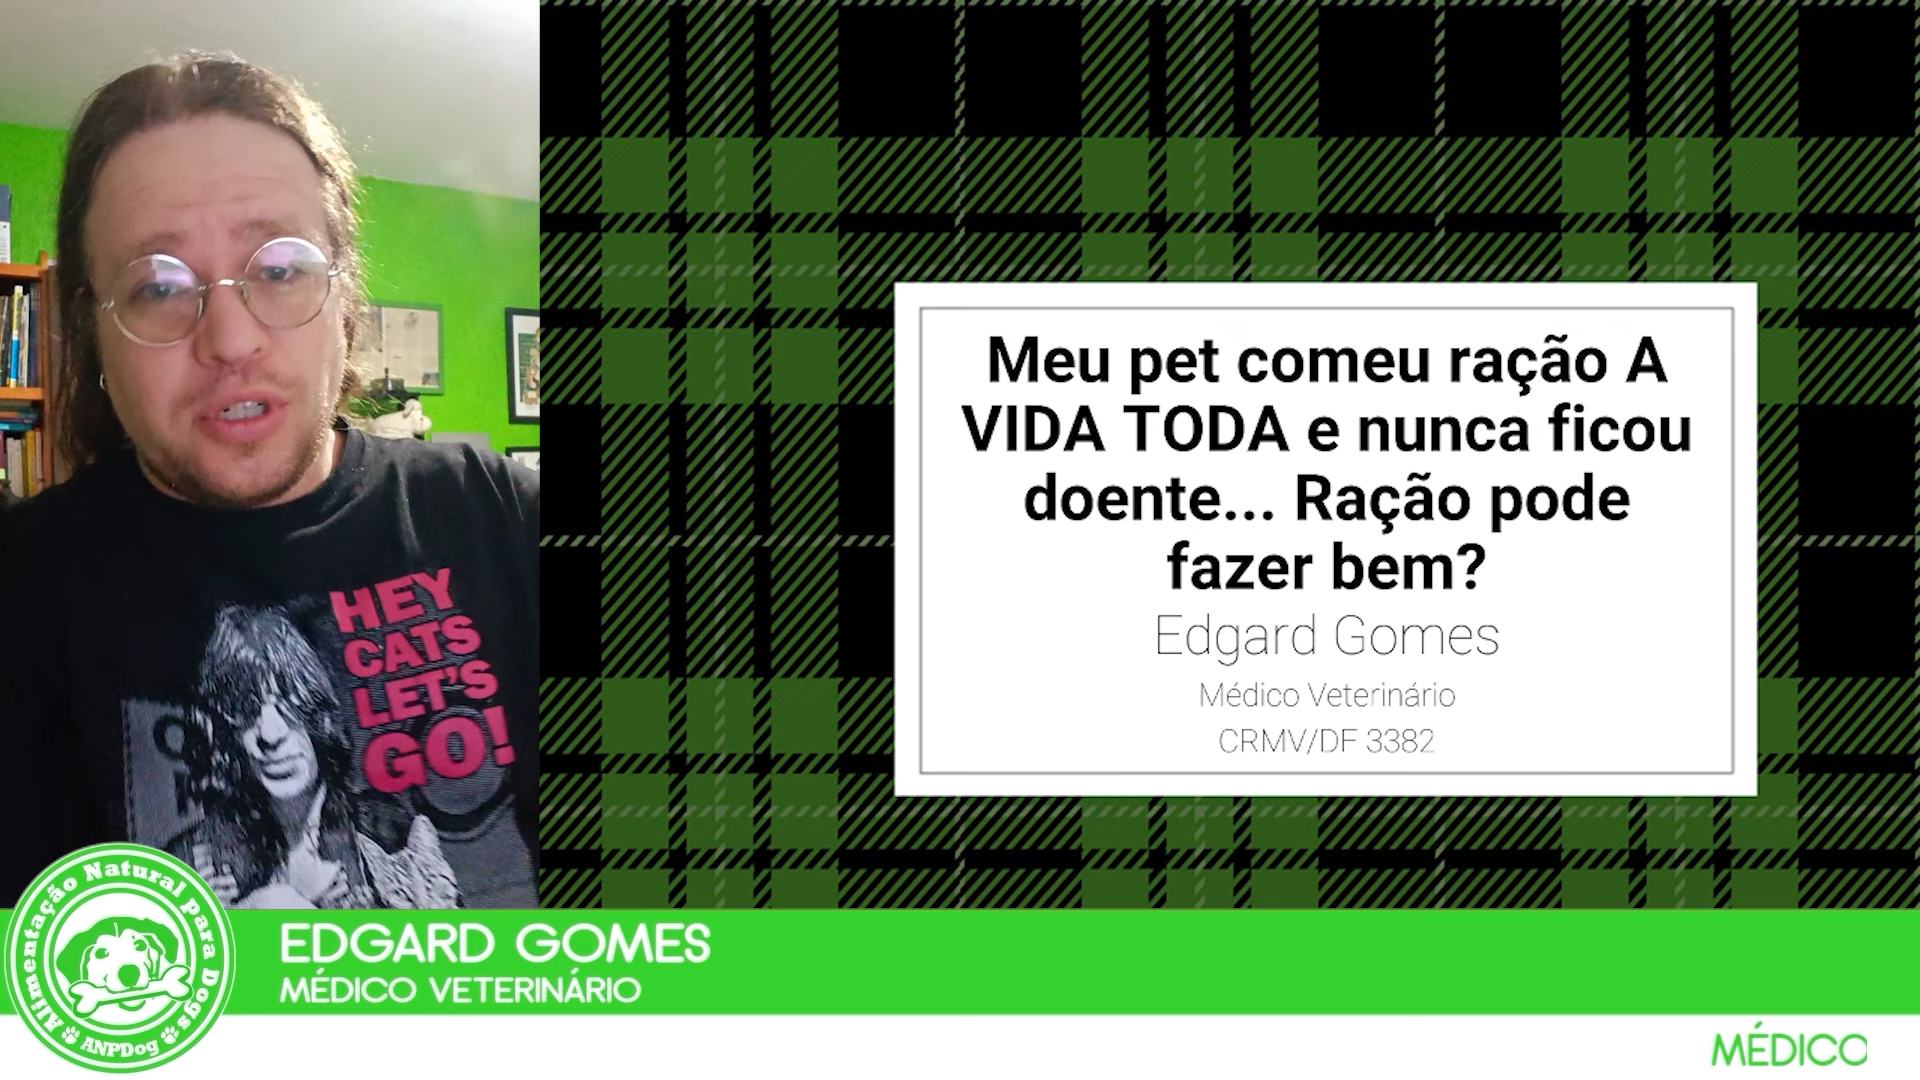 HEY
CATS
LET'S
GO!
Meu pet comeu ração A
VIDA TODA e nunca ficou
doente... Ração pode
fazer bem?
Edgard Gomes
Médico Veterinário
CRMV/DF 3382
Alimentação Natural para Dogs
ANPDog
EDGARD GOMES
MÉDICO VETERINÁRIO
MÉDICO